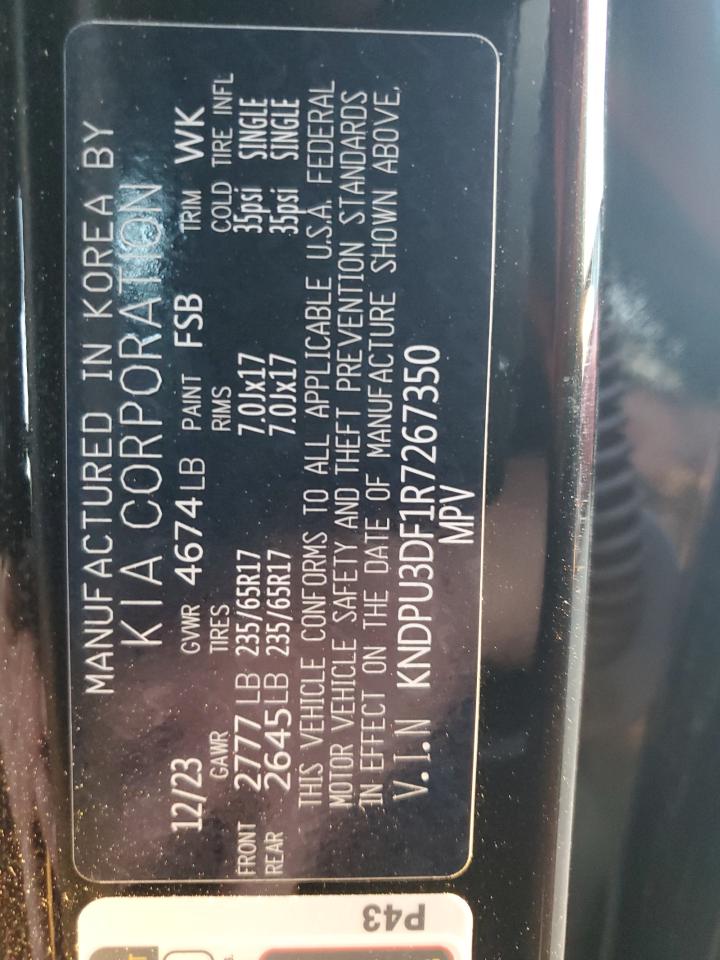 MANUFACTURED IN KOREA BY
KIA CORPORATION
12/23 GVWR 4674LB PAINT FSB TRIM WK
GAWR TIRES RIMS COLD TIRE INFL
FRONT 2777 LB 235/65R17 7.0Jx17 35psi SINGLE
REAR 2645LB 235/65R17 7.0Jx17 35psi SINGLE
THIS VEHICLE CONFORMS TO ALL APPLICABLE U.S.A. FEDERAL
MOTOR VEHICLE SAFETY AND THEFT PREVENTION STANDARDS
IN EFFECT ON THE DATE OF MANUFACTURE SHOWN ABOVE,
V.I.N KNDPU3DF1R7267350
MPV
P43